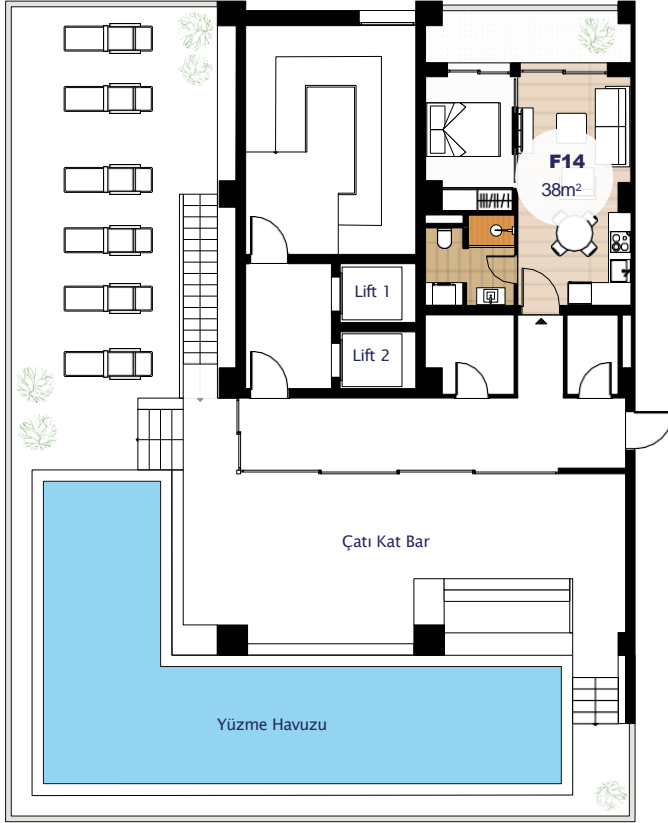 F14
38m²
Lift 1
Lift 2
Çatı Kat Bar
Yüzme Havuzu